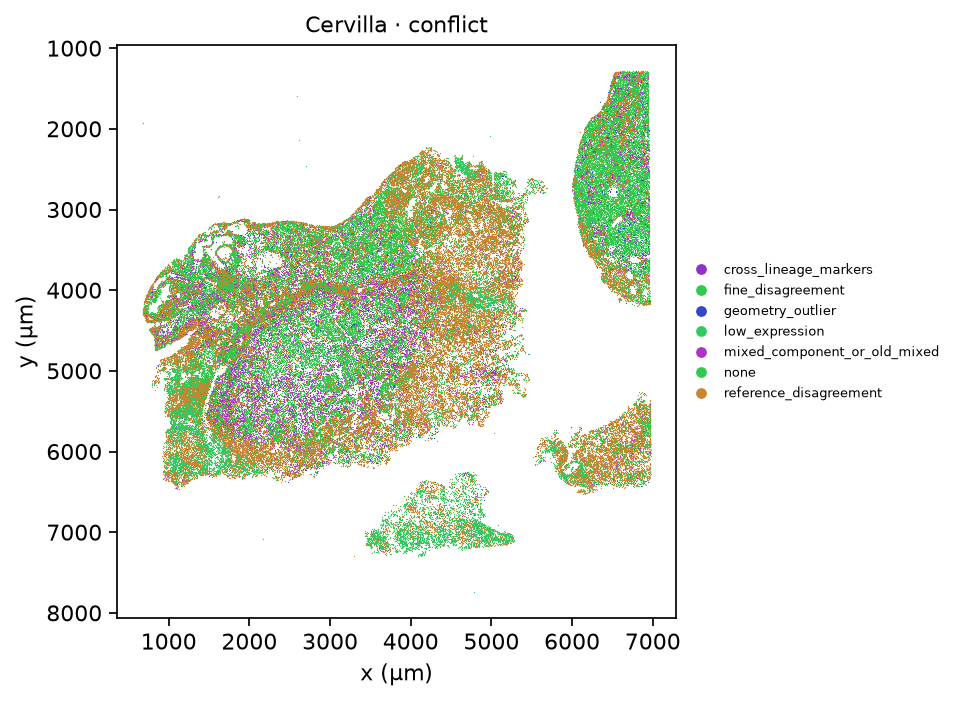 Cervilla · conflict
1000
2000
3000
4000
5000
6000
7000
8000
y (µm)
1000 2000 3000 4000 5000 6000 7000
x (µm)
cross_lineage_markers
fine_disagreement
geometry_outlier
low_expression
mixed_component_or_old_mixed
none
reference_disagreement